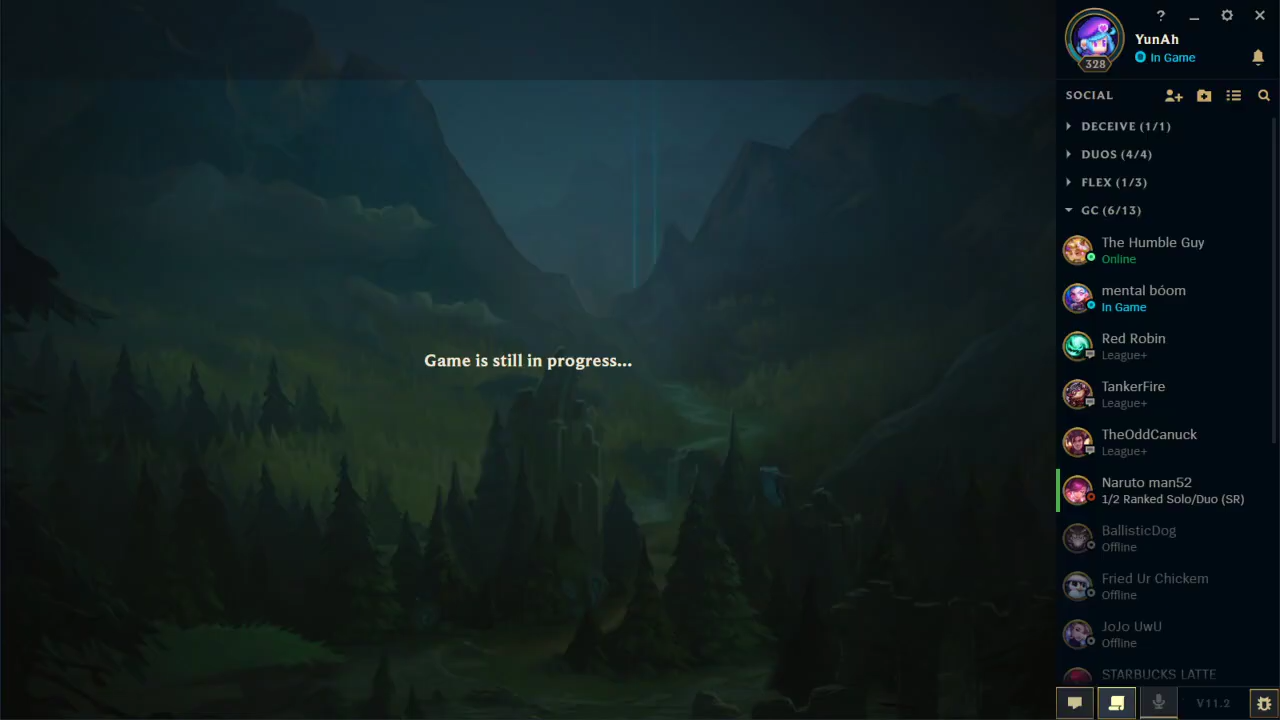 ?
YunAh
In Game
328
SOCIAL
DECEIVE (1/1)
DUOS (4/4)
FLEX (1/3)
GC (6/13)
The Humble Guy
Online
mental bóom
In Game
Red Robin
League+
Game is still in progress...
TankerFire
League+
TheOddCanuck
League+
Naruto man52
1/2 Ranked Solo/Duo (SR)
BallisticDog
Offline
Fried Ur Chickem
Offline
JoJo UwU
Offline
STARBUCKS LATTE
V11.2